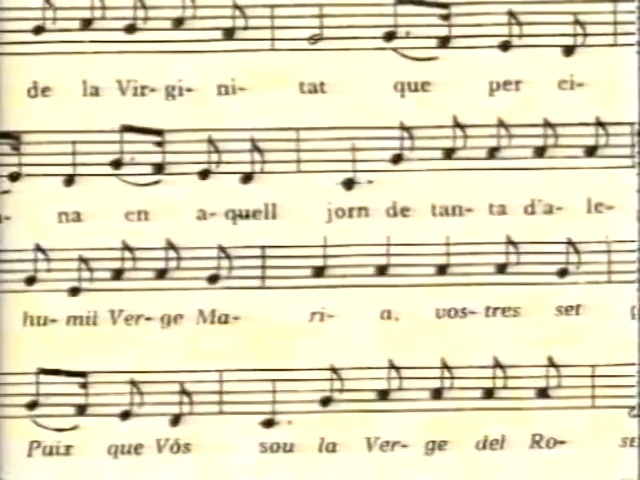 de la Vir- gi- ni- tat que per ei-
na en a- quell jorn de tan- ta d'a- le-
hu- mil Ver- ge Ma- ri- a, vos- tres set
Puix que Vós sou la Ver- ge del Ro- se